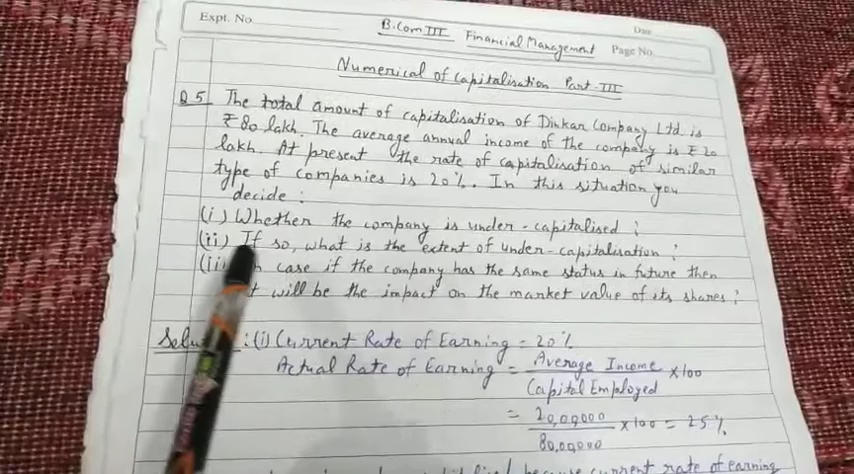 Expt. No.
Date
B.Com III Financial Management
Page No.
Numerical of Capitalisation Part-III
Q5. The total amount of capitalisation of Dinkar Company Ltd. is
₹80 lakh. The average annual income of the company is ₹20
lakh. At present the rate of capitalisation of similar
type of companies is 20%. In this situation you
decide:
(i) Whether the company is under-capitalised;
(ii) If so, what is the extent of under-capitalisation;
(iii) case if the company has the same status in future then
will be the impact on the market value of its shares;
:(i) Current Rate of Earning = 20%
Actual Rate of Earning = Average Income / Capital Employed ×100
= 20,00,000 / 80,00,000 ×100 = 25%
because current rate of earning